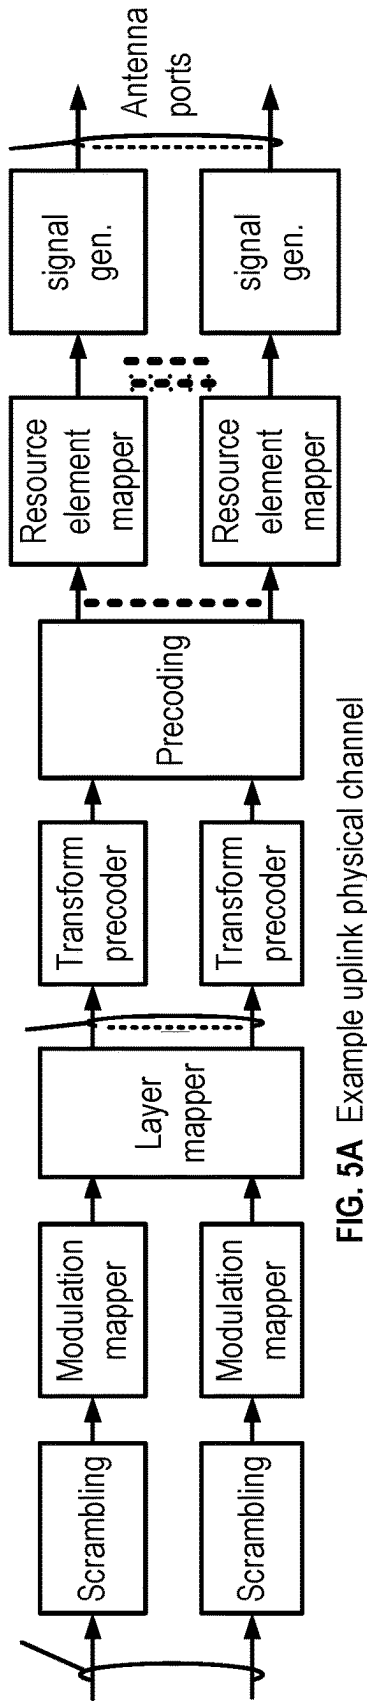 Scrambling
Modulation
mapper
Layer
mapper
Transform
precoder
Precoding
Resource
element
mapper
signal
gen.
Antenna
ports
Scrambling
Modulation
mapper
Transform
precoder
Resource
element
mapper
signal
gen.
FIG. 5A Example uplink physical channel